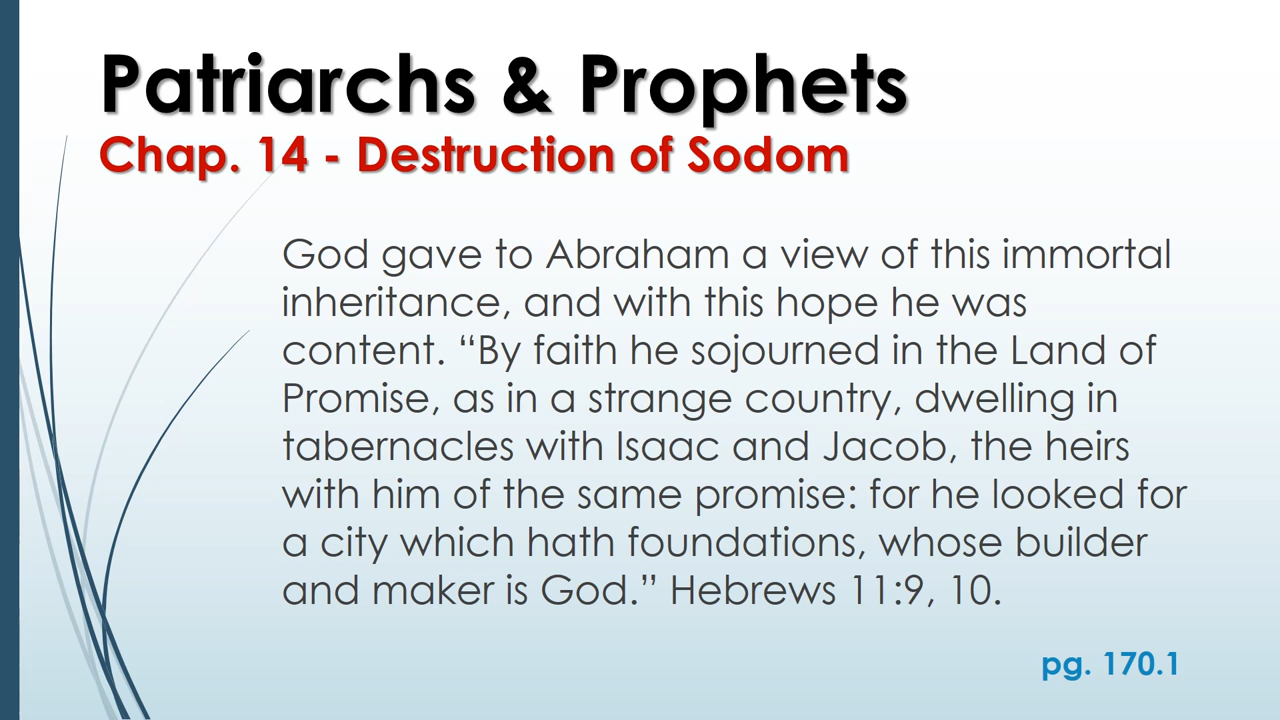 Patriarchs & Prophets
Chap. 14 - Destruction of Sodom
God gave to Abraham a view of this immortal
inheritance, and with this hope he was
content. “By faith he sojourned in the Land of
Promise, as in a strange country, dwelling in
tabernacles with Isaac and Jacob, the heirs
with him of the same promise: for he looked for
a city which hath foundations, whose builder
and maker is God.” Hebrews 11:9, 10.
pg. 170.1